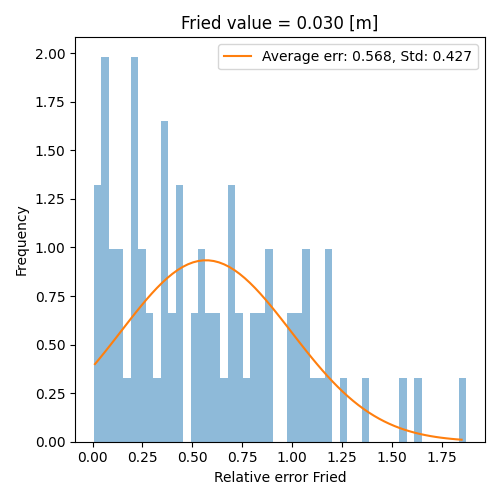 Fried value = 0.030 [m]
Average err: 0.568, Std: 0.427
Frequency
2.00
1.75
1.50
1.25
1.00
0.75
0.50
0.25
0.00
0.00 0.25 0.50 0.75 1.00 1.25 1.50 1.75
Relative error Fried